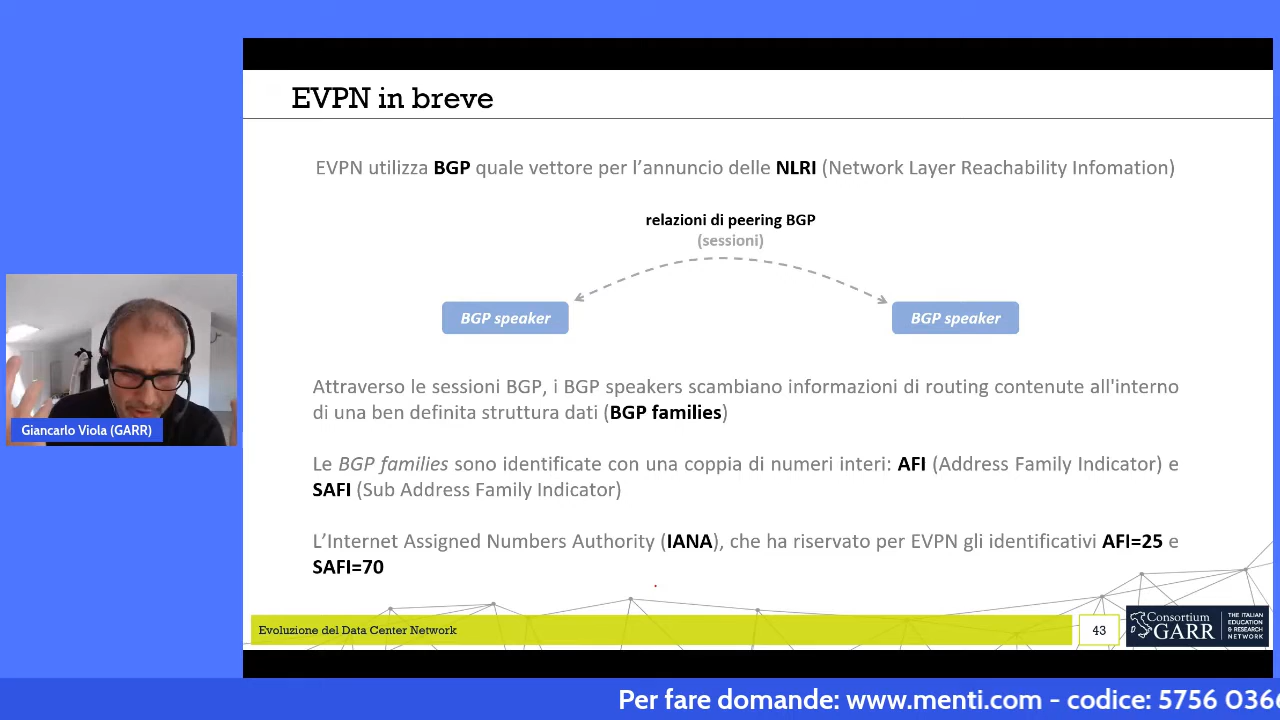 EVPN in breve
EVPN utilizza BGP quale vettore per l'annuncio delle NLRI (Network Layer Reachability Infomation)
relazioni di peering BGP
(sessioni)
BGP speaker
BGP speaker
Attraverso le sessioni BGP, i BGP speakers scambiano informazioni di routing contenute all'interno
di una ben definita struttura dati (BGP families)
Le BGP families sono identificate con una coppia di numeri interi: AFI (Address Family Indicator) e
SAFI (Sub Address Family Indicator)
L'Internet Assigned Numbers Authority (IANA), che ha riservato per EVPN gli identificativi AFI=25 e
SAFI=70
Giancarlo Viola (GARR)
Evoluzione del Data Center Network
43
Consortium
GARR
THE ITALIAN
EDUCATION
& RESEARCH
NETWORK
Per fare domande: www.menti.com - codice: 5756 036